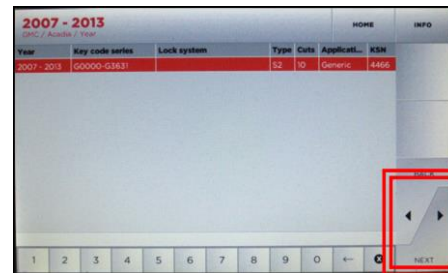 2007 - 2013
GMC / Acadia / Year
HOME
INFO
Year Key code series Lock system Type Cuts Applicati... KSN
2007 - 2013 G0000-G3631 S2 10 Generic 4466
BACK
1 2 3 4 5 6 7 8 9 0 ←
NEXT